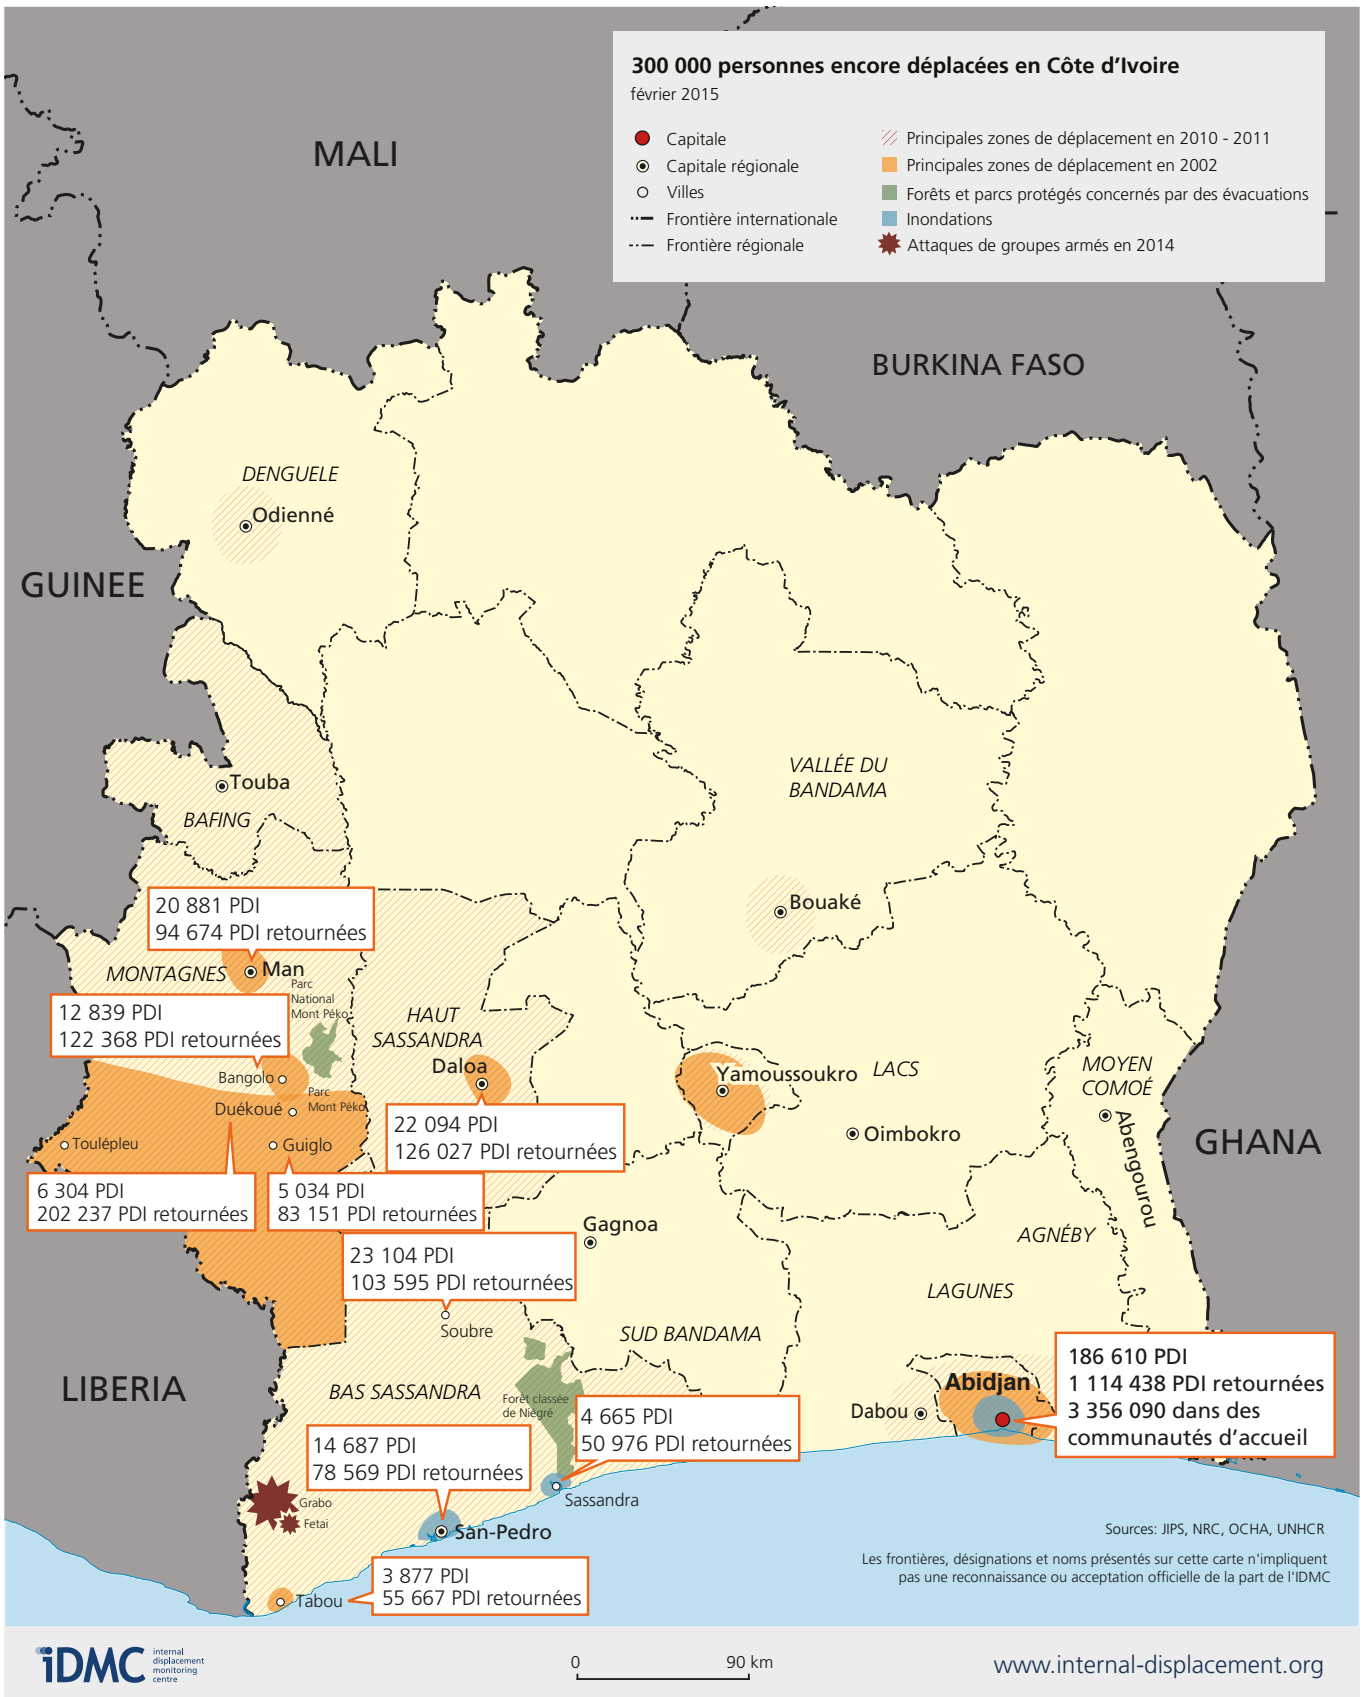 300 000 personnes encore déplacées en Côte d'Ivoire
février 2015
Capitale
Capitale régionale
Villes
Frontière internationale
Frontière régionale
Principales zones de déplacement en 2010 - 2011
Principales zones de déplacement en 2002
Forêts et parcs protégés concernés par des évacuations
Inondations
Attaques de groupes armés en 2014
MALI
BURKINA FASO
GUINEE
DENGUELE
Odienné
Touba
BAFING
VALLÉE DU
BANDAMA
Bouaké
20 881 PDI
94 674 PDI retournées
MONTAGNES
Man
Parc
National
Mont Péko
12 839 PDI
122 368 PDI retournées
HAUT
SASSANDRA
Daloa
Bangolo
Parc
Mont Péko
Duékoué
Toulépleu
Guiglo
22 094 PDI
126 027 PDI retournées
Yamoussoukro
LACS
Oimbokro
MOYEN
COMOÉ
Abengourou
GHANA
6 304 PDI
202 237 PDI retournées
5 034 PDI
83 151 PDI retournées
Gagnoa
AGNÉBY
23 104 PDI
103 595 PDI retournées
LAGUNES
Soubre
SUD BANDAMA
LIBERIA
BAS SASSANDRA
Forêt classée
de Niègré
Abidjan
Dabou
186 610 PDI
1 114 438 PDI retournées
3 356 090 dans des
communautés d'accueil
4 665 PDI
50 976 PDI retournées
14 687 PDI
78 569 PDI retournées
Grabo
Fetai
Sassandra
San-Pedro
3 877 PDI
55 667 PDI retournées
Tabou
Sources: JIPS, NRC, OCHA, UNHCR
Les frontières, désignations et noms présentés sur cette carte n'impliquent
pas une reconnaissance ou acceptation officielle de la part de l'IDMC
iDMC
internal
displacement
monitoring
centre
0 90 km
www.internal-displacement.org